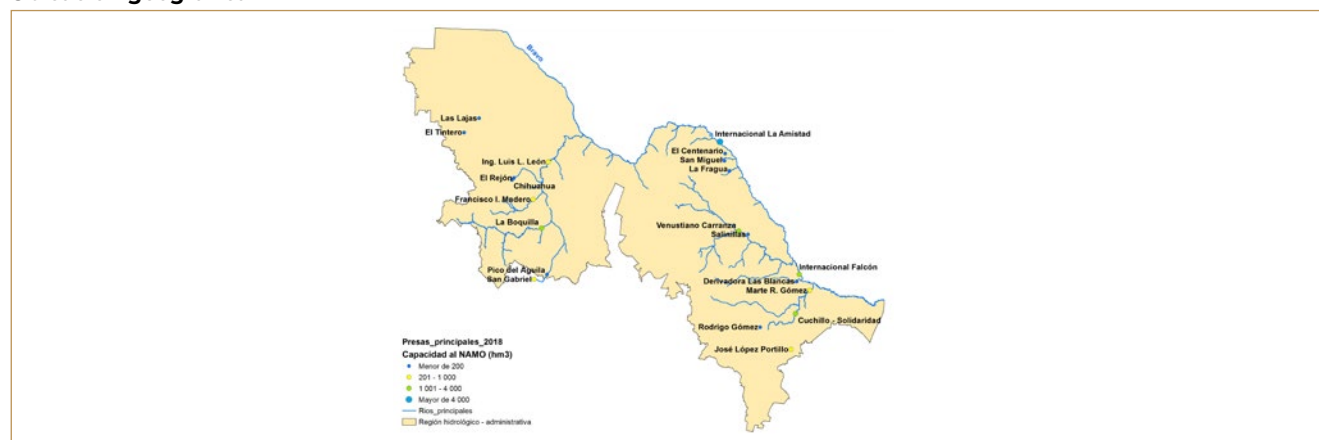 Bravo
Las Lajas
El Tintero
Internacional La Amistad
El Centenario
San Miguel
La Fragua
Ing. Luis L. León
El Rejón
Chihuahua
Francisco I. Madero
La Boquilla
Venustiano Carranza
Salinillas
Pico del Aguila
San Gabriel
Internacional Falcón
Derivadora Las Blancas
Marte R. Gómez
Cuchillo - Solidaridad
Rodrigo Gómez
José López Portillo
Presas_principales_2018
Capacidad al NAMO (hm3)
Menor de 200
201 - 1 000
1 001 - 4 000
Mayor de 4 000
Rios_principales
Región hidrológico - administrativa